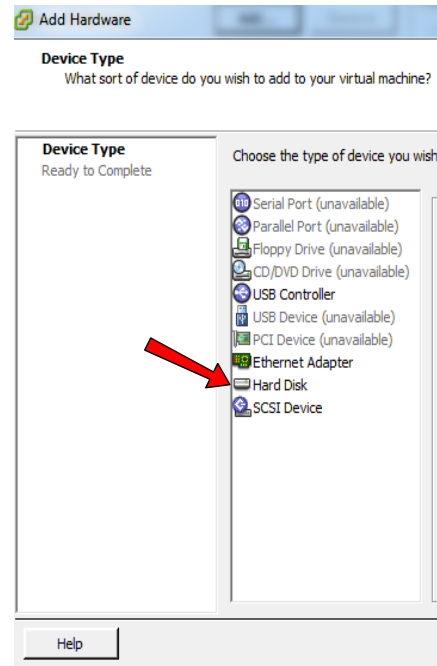 Add Hardware
Device Type
What sort of device do you wish to add to your virtual machine?
Device Type
Ready to Complete
Choose the type of device you wish
Serial Port (unavailable)
Parallel Port (unavailable)
Floppy Drive (unavailable)
CD/DVD Drive (unavailable)
USB Controller
USB Device (unavailable)
PCI Device (unavailable)
Ethernet Adapter
Hard Disk
SCSI Device
Help